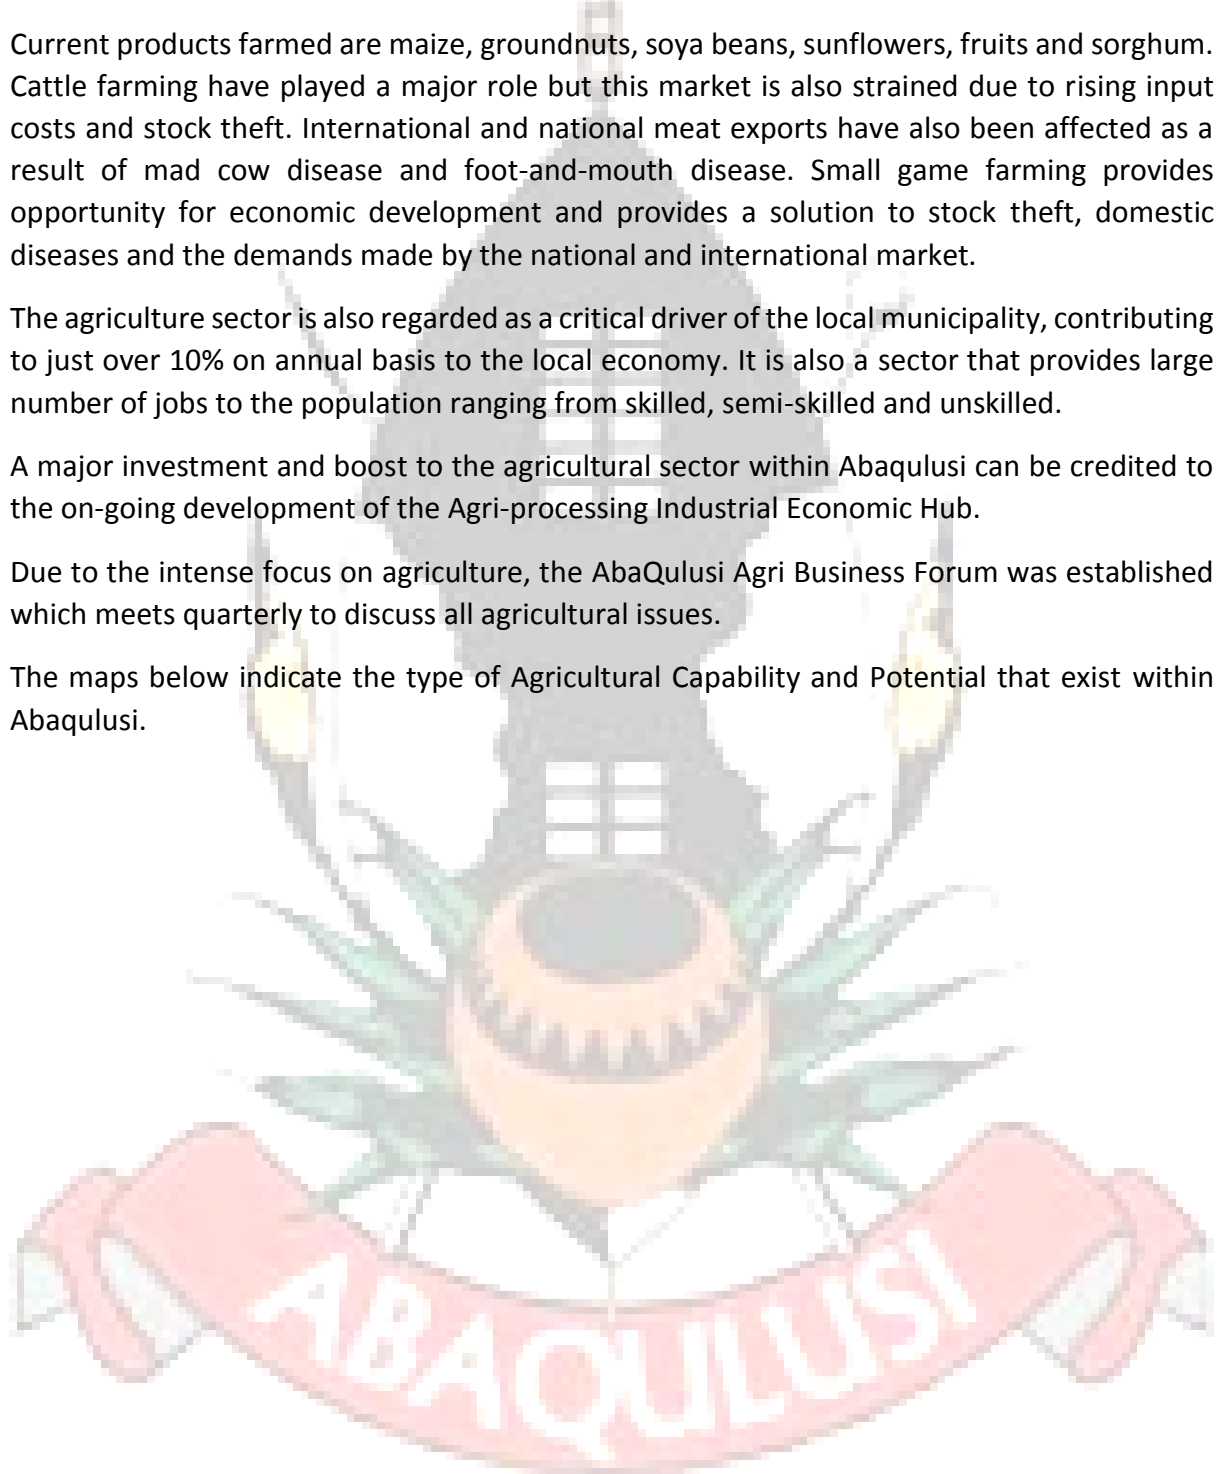 Current products farmed are maize, groundnuts, soya beans, sunflowers, fruits and sorghum.
Cattle farming have played a major role but this market is also strained due to rising input
costs and stock theft. International and national meat exports have also been affected as a
result of mad cow disease and foot-and-mouth disease. Small game farming provides
opportunity for economic development and provides a solution to stock theft, domestic
diseases and the demands made by the national and international market.
The agriculture sector is also regarded as a critical driver of the local municipality, contributing
to just over 10% on annual basis to the local economy. It is also a sector that provides large
number of jobs to the population ranging from skilled, semi-skilled and unskilled.
A major investment and boost to the agricultural sector within Abaqulusi can be credited to
the on-going development of the Agri-processing Industrial Economic Hub.
Due to the intense focus on agriculture, the AbaQulusi Agri Business Forum was established
which meets quarterly to discuss all agricultural issues.
The maps below indicate the type of Agricultural Capability and Potential that exist within
Abaqulusi.
ABAQULUSI